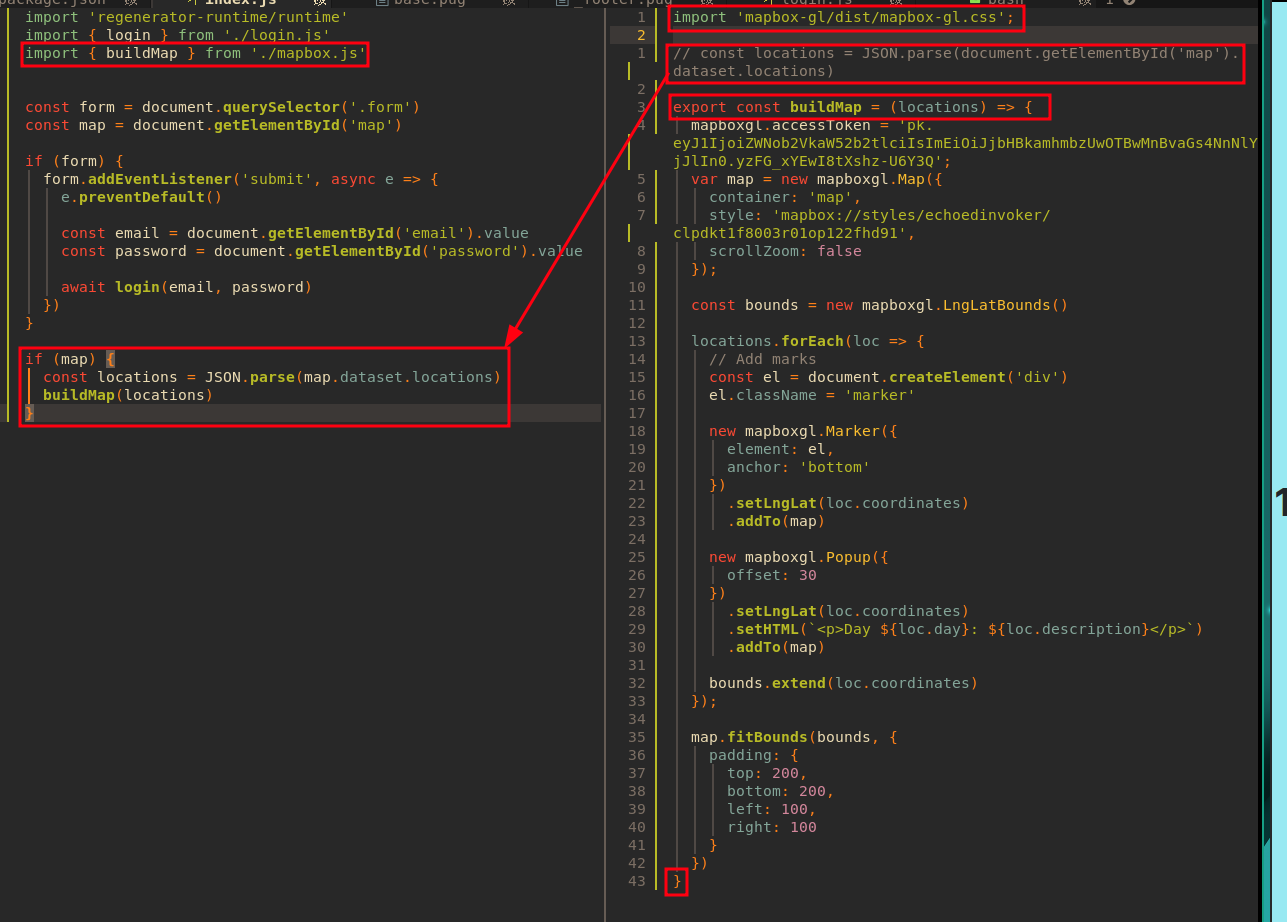 package.json
index.js
base.pug
_footer.pug
login.js
bash
import 'regenerator-runtime/runtime'
import { login } from './login.js'
import { buildMap } from './mapbox.js'
const form = document.querySelector('.form')
const map = document.getElementById('map')
if (form) {
form.addEventListener('submit', async e => {
e.preventDefault()
const email = document.getElementById('email').value
const password = document.getElementById('password').value
await login(email, password)
})
}
if (map) {
const locations = JSON.parse(map.dataset.locations)
buildMap(locations)
}
1 import 'mapbox-gl/dist/mapbox-gl.css';
2
1 // const locations = JSON.parse(document.getElementById('map').
dataset.locations)
2
3 export const buildMap = (locations) => {
4 mapboxgl.accessToken = 'pk.
eyJ1IjoiZWNob2VkaW52b2tlciIsImEiOiJjbHBkamhmbzUwOTBwMnBvaGs4NnNlY
jJlIn0.yzFG_xYEwI8tXshz-U6Y3Q';
5 var map = new mapboxgl.Map({
6 container: 'map',
7 style: 'mapbox://styles/echoedinvoker/
clpdkt1f8003r01op122fhd91',
8 scrollZoom: false
9 });
10
11 const bounds = new mapboxgl.LngLatBounds()
12
13 locations.forEach(loc => {
14 // Add marks
15 const el = document.createElement('div')
16 el.className = 'marker'
17
18 new mapboxgl.Marker({
19 element: el,
20 anchor: 'bottom'
21 })
22 .setLngLat(loc.coordinates)
23 .addTo(map)
24
25 new mapboxgl.Popup({
26 offset: 30
27 })
28 .setLngLat(loc.coordinates)
29 .setHTML(`<p>Day ${loc.day}: ${loc.description}</p>`)
30 .addTo(map)
31
32 bounds.extend(loc.coordinates)
33 });
34
35 map.fitBounds(bounds, {
36 padding: {
37 top: 200,
38 bottom: 200,
39 left: 100,
40 right: 100
41 }
42 })
43 }
1